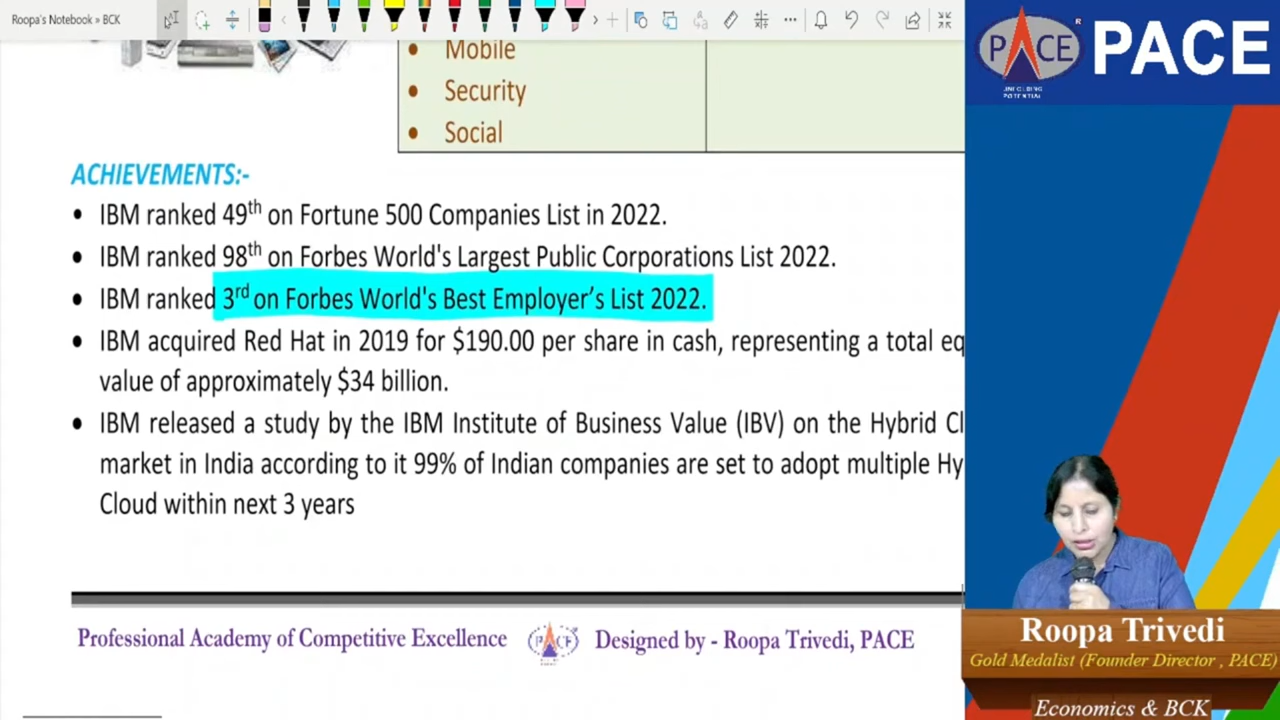 Roopa's Notebook » BCK
PACE
PACE
UNFOLDING
POTENTIAL
• Mobile
• Security
• Social
ACHIEVEMENTS:-
• IBM ranked 49th on Fortune 500 Companies List in 2022.
• IBM ranked 98th on Forbes World's Largest Public Corporations List 2022.
• IBM ranked 3rd on Forbes World's Best Employer's List 2022.
• IBM acquired Red Hat in 2019 for $190.00 per share in cash, representing a total eq
value of approximately $34 billion.
• IBM released a study by the IBM Institute of Business Value (IBV) on the Hybrid Cl
market in India according to it 99% of Indian companies are set to adopt multiple Hy
Cloud within next 3 years
Professional Academy of Competitive Excellence PACE Designed by - Roopa Trivedi, PACE
Roopa Trivedi
Gold Medalist (Founder Director , PACE)
Economics & BCK